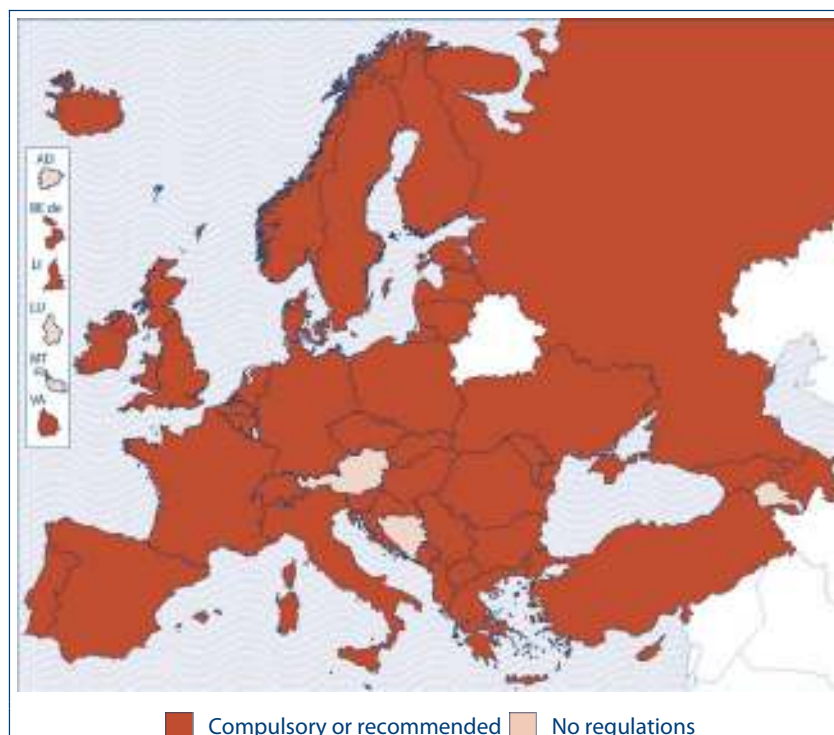 AD
BE de
LI
LU
MT
VA
Compulsory or recommended
No regulations